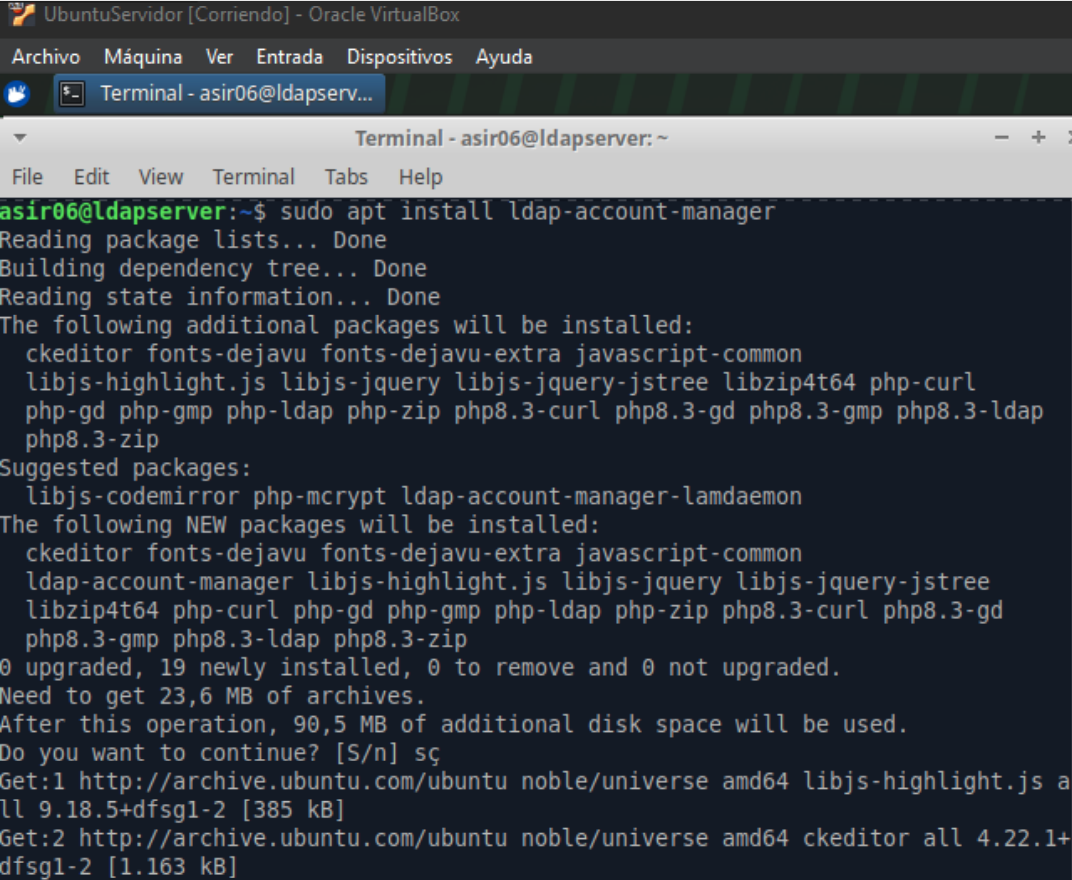 UbuntuServidor [Corriendo] - Oracle VirtualBox
Archivo Máquina Ver Entrada Dispositivos Ayuda
Terminal - asir06@ldapserv...
Terminal - asir06@ldapserver: ~
File Edit View Terminal Tabs Help
asir06@ldapserver:~$ sudo apt install ldap-account-manager
Reading package lists... Done
Building dependency tree... Done
Reading state information... Done
The following additional packages will be installed:
ckeditor fonts-dejavu fonts-dejavu-extra javascript-common
libjs-highlight.js libjs-jquery libjs-jquery-jstree libzip4t64 php-curl
php-gd php-gmp php-ldap php-zip php8.3-curl php8.3-gd php8.3-gmp php8.3-ldap
php8.3-zip
Suggested packages:
libjs-codemirror php-mcrypt ldap-account-manager-lamdaemon
The following NEW packages will be installed:
ckeditor fonts-dejavu fonts-dejavu-extra javascript-common
ldap-account-manager libjs-highlight.js libjs-jquery libjs-jquery-jstree
libzip4t64 php-curl php-gd php-gmp php-ldap php-zip php8.3-curl php8.3-gd
php8.3-gmp php8.3-ldap php8.3-zip
0 upgraded, 19 newly installed, 0 to remove and 0 not upgraded.
Need to get 23,6 MB of archives.
After this operation, 90,5 MB of additional disk space will be used.
Do you want to continue? [S/n] sç
Get:1 http://archive.ubuntu.com/ubuntu noble/universe amd64 libjs-highlight.js a
ll 9.18.5+dfsg1-2 [385 kB]
Get:2 http://archive.ubuntu.com/ubuntu noble/universe amd64 ckeditor all 4.22.1+
dfsg1-2 [1.163 kB]